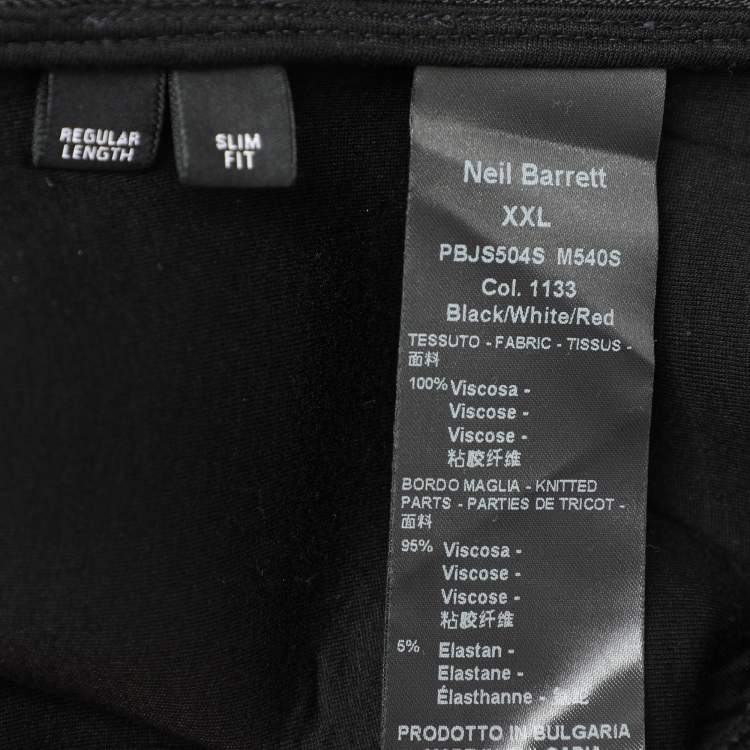 REGULAR
LENGTH
SLIM
FIT
Neil Barrett
XXL
PBJS504S M540S
Col. 1133
Black/White/Red
TESSUTO - FABRIC - TISSUS -
面料
100% Viscosa -
Viscose -
Viscose -
粘胶纤维
BORDO MAGLIA - KNITTED
PARTS - PARTIES DE TRICOT -
面料
95% Viscosa -
Viscose -
Viscose -
粘胶纤维
5% Elastan -
Elastane -
Élasthanne -
PRODOTTO IN BULGARIA